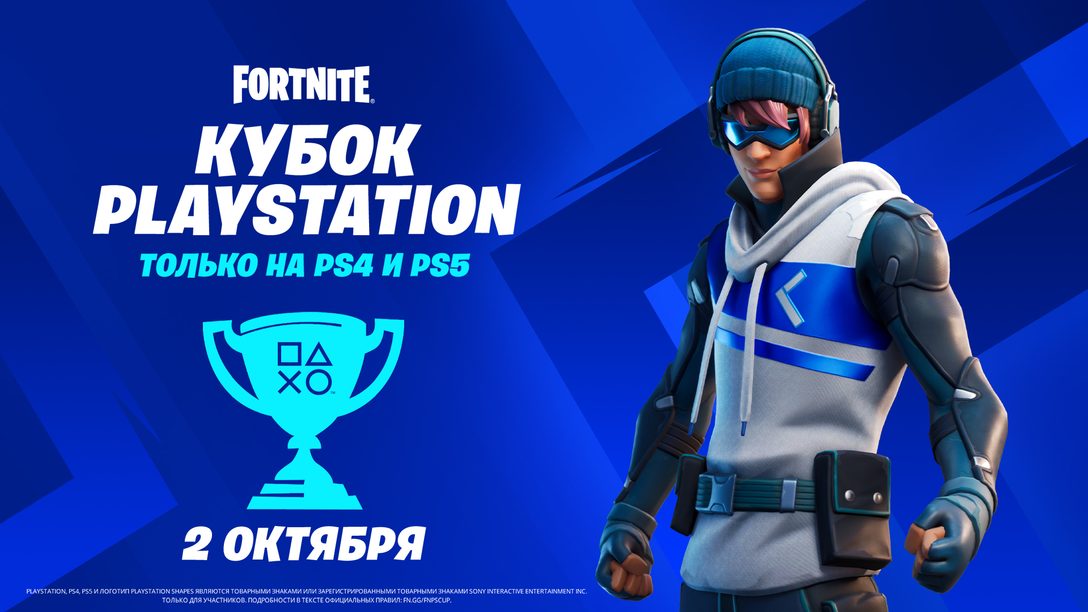 FORTNITE
КУБОК
PLAYSTATION
ТОЛЬКО НА PS4 И PS5
2 ОКТЯБРЯ
PLAYSTATION, PS4, PS5 И ЛОГОТИП PLAYSTATION SHAPES ЯВЛЯЮТСЯ ТОВАРНЫМИ ЗНАКАМИ ИЛИ ЗАРЕГИСТРИРОВАННЫМИ ТОВАРНЫМИ ЗНАКАМИ SONY INTERACTIVE ENTERTAINMENT INC.
ТОЛЬКО ДЛЯ УЧАСТНИКОВ. ПОДРОБНОСТИ В ТЕКСТЕ ОФИЦИАЛЬНЫХ ПРАВИЛ: FN.GG/FNPSCUP.